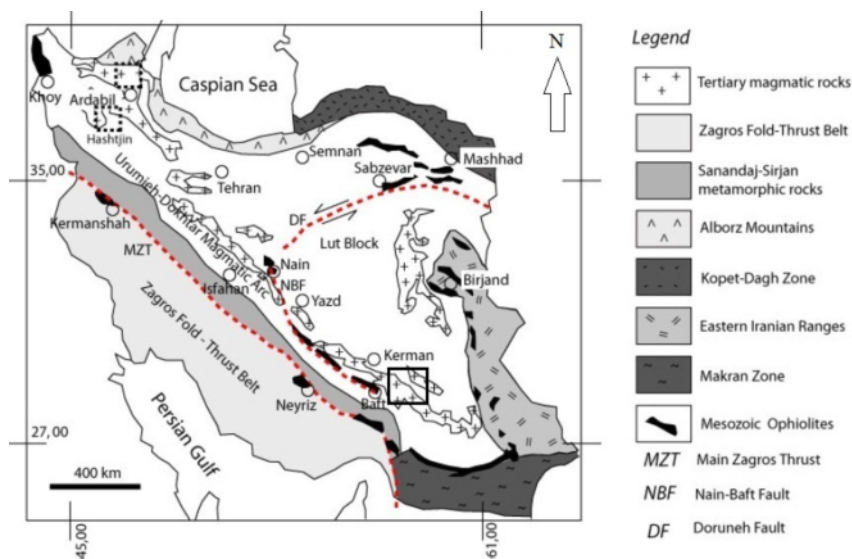 Caspian Sea
N
Khoy
Ardabil
Hashtjin
Semnan
Mashhad
Sabzevar
35,00
Tehran
Urumieh-Dokhtar Magmatic Arc
Kermanshah
DF
MZT
Lut Block
Nain
NBF
Isfahan
Yazd
Birjand
Zagros Fold - Thrust Belt
Kerman
Neyriz
Baft
Persian Gulf
27,00
400 km
45,00
61,00
Legend
Tertiary magmatic rocks
Zagros Fold-Thrust Belt
Sanandaj-Sirjan
metamorphic rocks
Alborz Mountains
Kopet-Dagh Zone
Eastern Iranian Ranges
Makran Zone
Mesozoic Ophiolites
MZT Main Zagros Thrust
NBF Nain-Baft Fault
DF Doruneh Fault